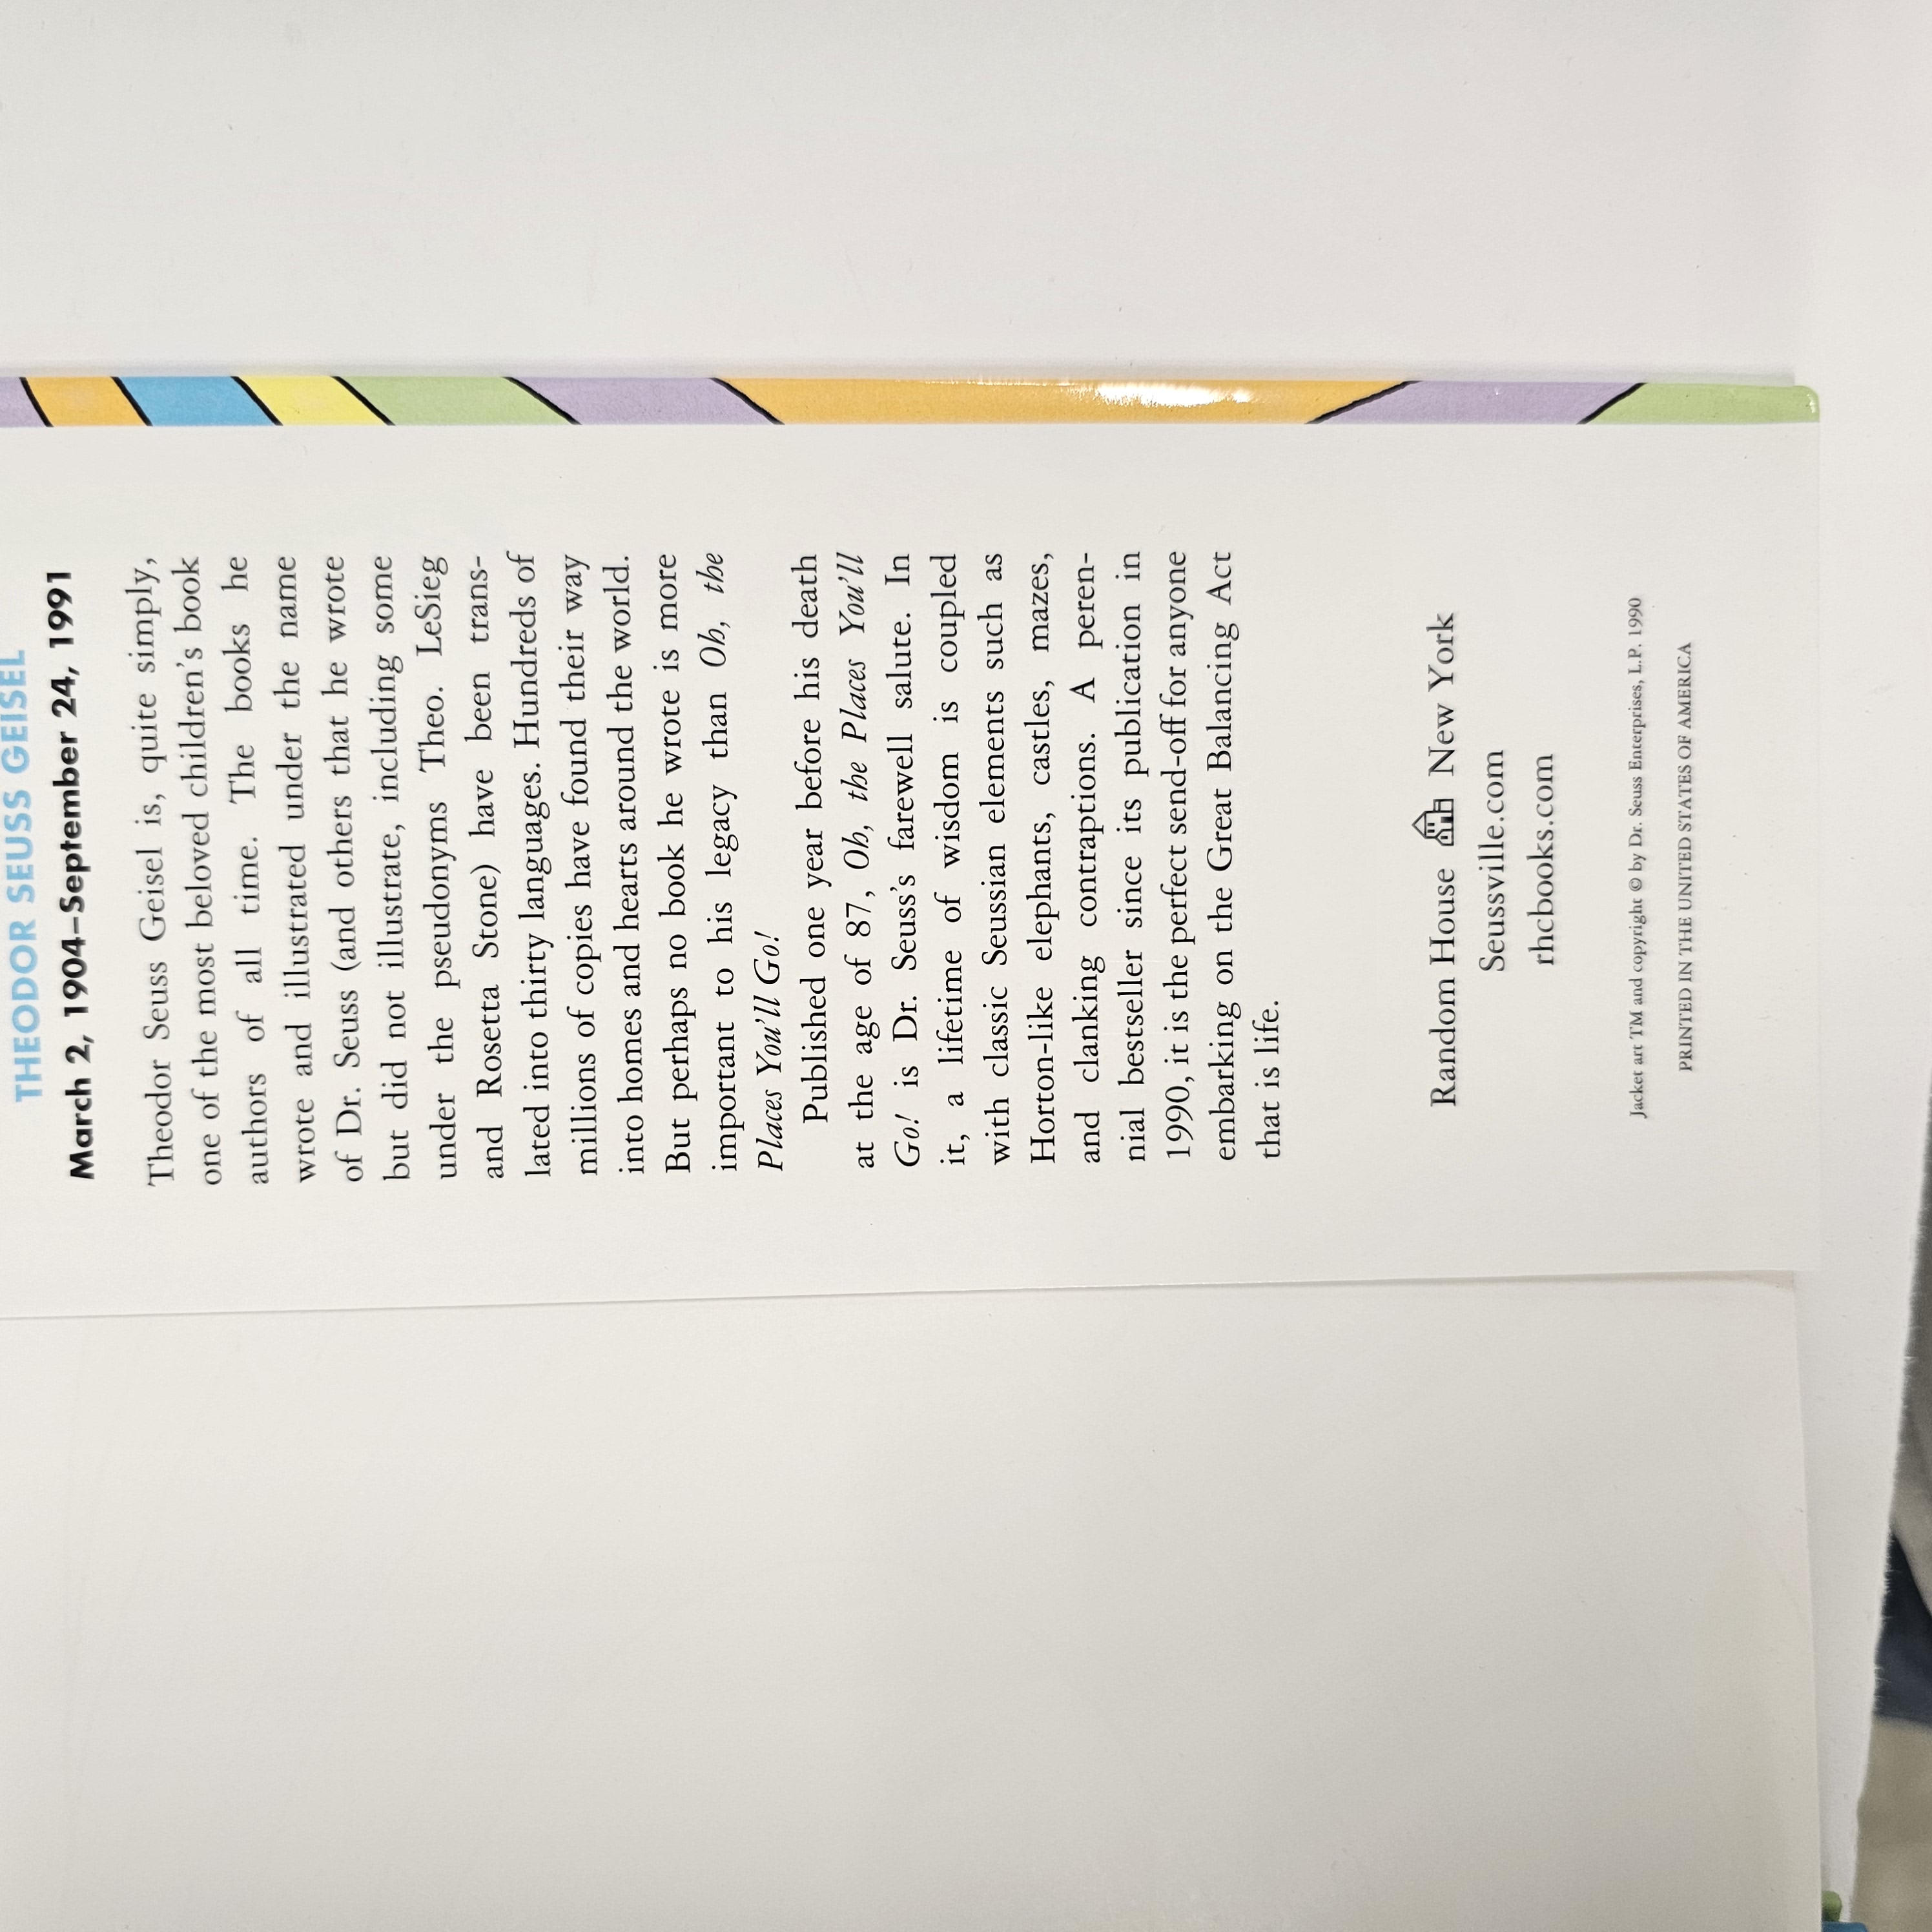 THEODOR SEUSS GEISEL
March 2, 1904–September 24, 1991
Theodor Seuss Geisel is, quite simply,
one of the most beloved children's book
authors of all time. The books he
wrote and illustrated under the name
of Dr. Seuss (and others that he wrote
but did not illustrate, including some
under the pseudonyms Theo. LeSieg
and Rosetta Stone) have been trans-
lated into thirty languages. Hundreds of
millions of copies have found their way
into homes and hearts around the world.
But perhaps no book he wrote is more
important to his legacy than Oh, the
Places You'll Go!
Published one year before his death
at the age of 87, Oh, the Places You'll
Go! is Dr. Seuss's farewell salute. In
it, a lifetime of wisdom is coupled
with classic Seussian elements such as
Horton-like elephants, castles, mazes,
and clanking contraptions. A peren-
nial bestseller since its publication in
1990, it is the perfect send-off for anyone
embarking on the Great Balancing Act
that is life.
Random House New York
Seussville.com
rhcbooks.com
Jacket art TM and copyright © by Dr. Seuss Enterprises, L.P. 1990
PRINTED IN THE UNITED STATES OF AMERICA